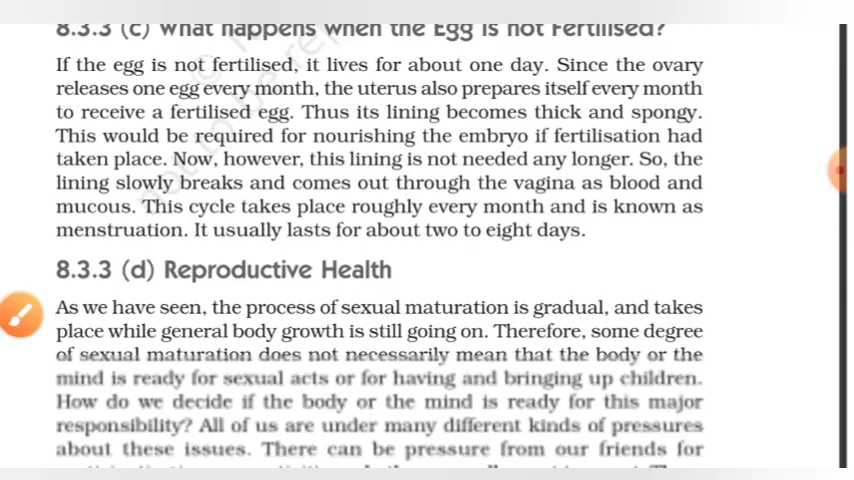 8.3.3 (c) What happens when the Egg is not Fertilised?
If the egg is not fertilised, it lives for about one day. Since the ovary
releases one egg every month, the uterus also prepares itself every month
to receive a fertilised egg. Thus its lining becomes thick and spongy.
This would be required for nourishing the embryo if fertilisation had
taken place. Now, however, this lining is not needed any longer. So, the
lining slowly breaks and comes out through the vagina as blood and
mucous. This cycle takes place roughly every month and is known as
menstruation. It usually lasts for about two to eight days.
8.3.3 (d) Reproductive Health
As we have seen, the process of sexual maturation is gradual, and takes
place while general body growth is still going on. Therefore, some degree
of sexual maturation does not necessarily mean that the body or the
mind is ready for sexual acts or for having and bringing up children.
How do we decide if the body or the mind is ready for this major
responsibility? All of us are under many different kinds of pressures
about these issues. There can be pressure from our friends for